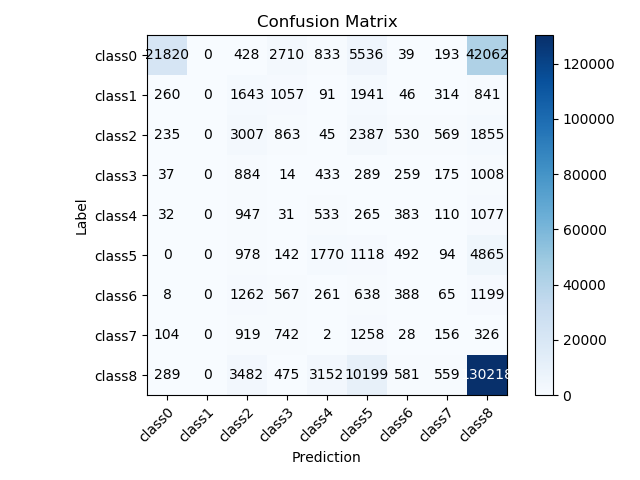 Confusion Matrix
class0 21820 0 428 2710 833 5536 39 193 42062
class1 260 0 1643 1057 91 1941 46 314 841
class2 235 0 3007 863 45 2387 530 569 1855
class3 37 0 884 14 433 289 259 175 1008
class4 32 0 947 31 533 265 383 110 1077
class5 0 0 978 142 1770 1118 492 94 4865
class6 8 0 1262 567 261 638 388 65 1199
class7 104 0 919 742 2 1258 28 156 326
class8 289 0 3482 475 3152 10199 581 559 130218
class0 class1 class2 class3 class4 class5 class6 class7 class8
Prediction
Label
120000
100000
80000
60000
40000
20000
0